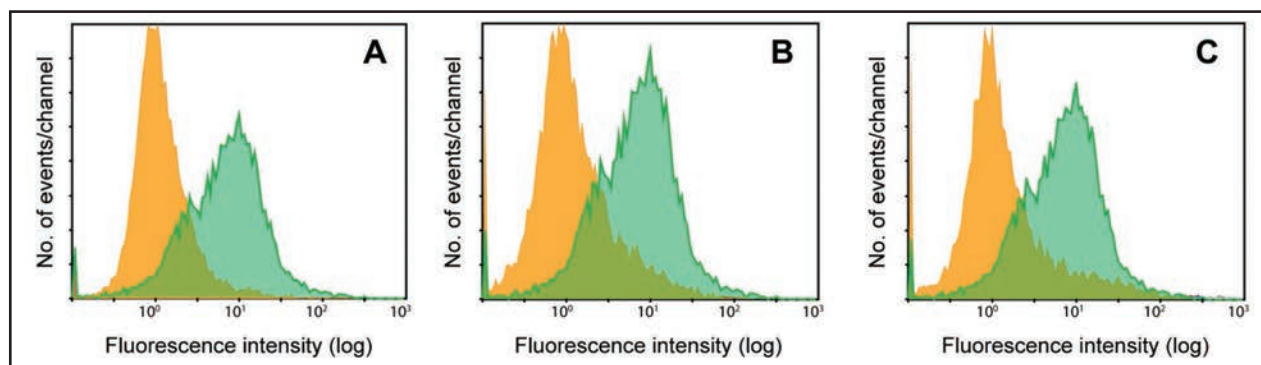 A
No. of events/channel
10⁰ 10¹ 10² 10³
Fluorescence intensity (log)
B
No. of events/channel
10⁰ 10¹ 10² 10³
Fluorescence intensity (log)
C
No. of events/channel
10⁰ 10¹ 10² 10³
Fluorescence intensity (log)